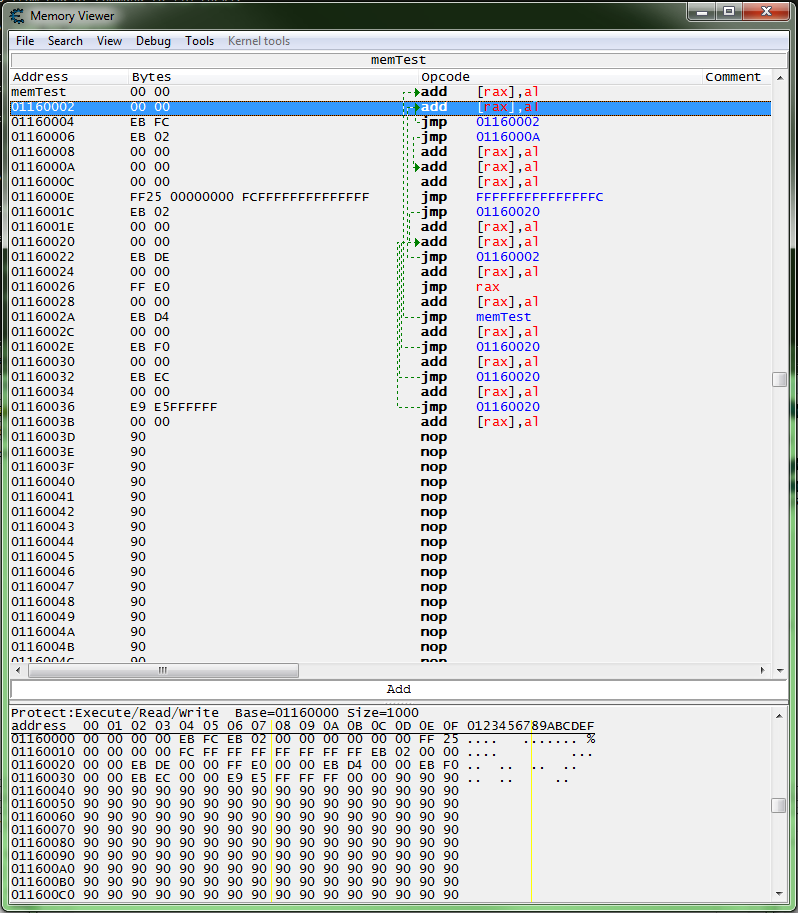 Memory Viewer
File Search View Debug Tools Kernel tools
memTest
Address Bytes Opcode Comment
memTest 00 00 add [rax],al
01160002 00 00 add [rax],al
01160004 EB FC jmp 01160002
01160006 EB 02 jmp 0116000A
01160008 00 00 add [rax],al
0116000A 00 00 add [rax],al
0116000C 00 00 add [rax],al
0116000E FF25 00000000 FCFFFFFFFFFFFFFF jmp FFFFFFFFFFFFFFFC
0116001C EB 02 jmp 01160020
0116001E 00 00 add [rax],al
01160020 00 00 add [rax],al
01160022 EB DE jmp 01160002
01160024 00 00 add [rax],al
01160026 FF E0 jmp rax
01160028 00 00 add [rax],al
0116002A EB D4 jmp memTest
0116002C 00 00 add [rax],al
0116002E EB F0 jmp 01160020
01160030 00 00 add [rax],al
01160032 EB EC jmp 01160020
01160034 00 00 add [rax],al
01160036 E9 E5FFFFFF jmp 01160020
0116003B 00 00 add [rax],al
0116003D 90 nop
0116003E 90 nop
0116003F 90 nop
01160040 90 nop
01160041 90 nop
01160042 90 nop
01160043 90 nop
01160044 90 nop
01160045 90 nop
01160046 90 nop
01160047 90 nop
01160048 90 nop
01160049 90 nop
0116004A 90 nop
0116004B 90 nop
0116004C 90 nop
Add
Protect:Execute/Read/Write Base=01160000 Size=1000
address 00 01 02 03 04 05 06 07 08 09 0A 0B 0C 0D 0E 0F 0123456789ABCDEF
01160000 00 00 00 00 EB FC EB 02 00 00 00 00 00 00 FF 25 .... ....... %
01160010 00 00 00 00 FC FF FF FF FF FF FF FF EB 02 00 00 .... ...
01160020 00 00 EB DE 00 00 FF E0 00 00 EB D4 00 00 EB F0 .. .. .. ..
01160030 00 00 EB EC 00 00 E9 E5 FF FF FF 00 00 90 90 90 .. .. ..
01160040 90 90 90 90 90 90 90 90 90 90 90 90 90 90 90 90
01160050 90 90 90 90 90 90 90 90 90 90 90 90 90 90 90 90
01160060 90 90 90 90 90 90 90 90 90 90 90 90 90 90 90 90
01160070 90 90 90 90 90 90 90 90 90 90 90 90 90 90 90 90
01160080 90 90 90 90 90 90 90 90 90 90 90 90 90 90 90 90
01160090 90 90 90 90 90 90 90 90 90 90 90 90 90 90 90 90
011600A0 90 90 90 90 90 90 90 90 90 90 90 90 90 90 90 90
011600B0 90 90 90 90 90 90 90 90 90 90 90 90 90 90 90 90
011600C0 90 90 90 90 90 90 90 90 90 90 90 90 90 90 90 90